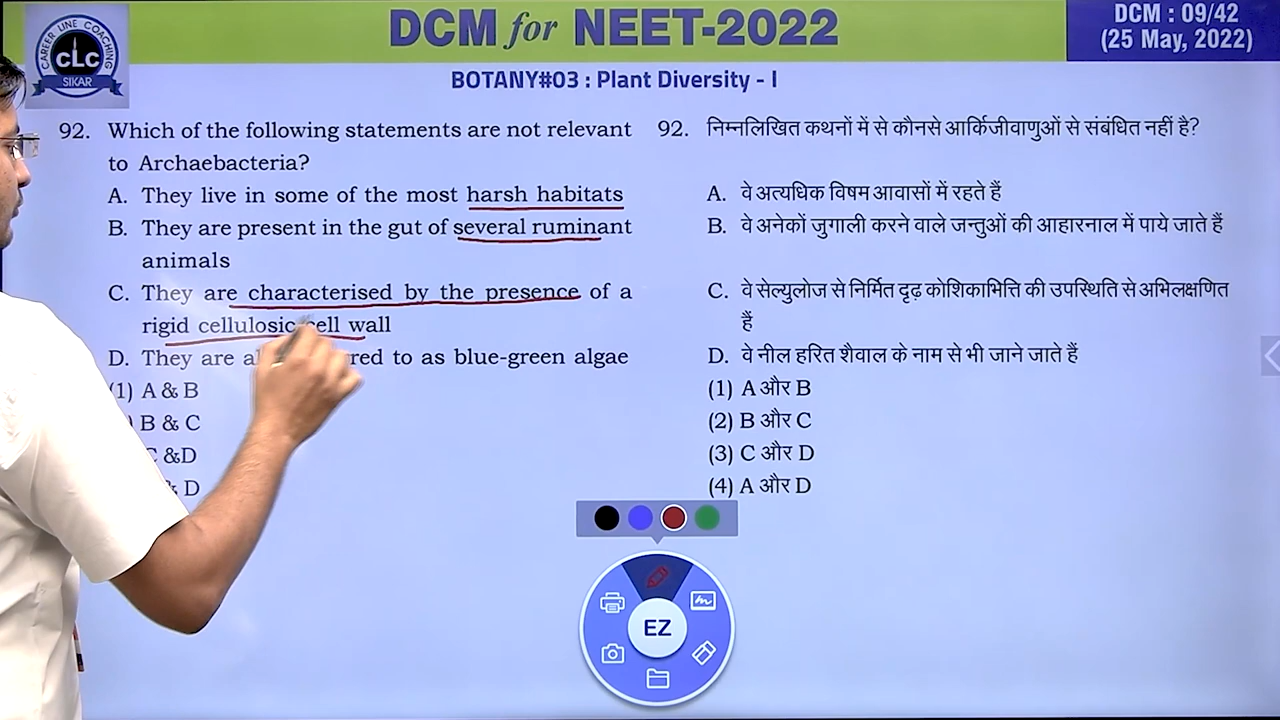 DCM for NEET-2022
DCM : 09/42
(25 May, 2022)
CAREER LINE COACHING
CLC
SIKAR
BOTANY#03 : Plant Diversity - I
92. Which of the following statements are not relevant
to Archaebacteria?
A. They live in some of the most harsh habitats
B. They are present in the gut of several ruminant
animals
C. They are characterised by the presence of a
rigid cellulosic cell wall
D. They are red to as blue-green algae
(1) A & B
B & C
C &D
& D
92. निम्नलिखित कथनों में से कौनसे आर्किजीवाणुओं से संबंधित नहीं है?
A. वे अत्यधिक विषम आवासों में रहते हैं
B. वे अनेकों जुगाली करने वाले जन्तुओं की आहारनाल में पाये जाते हैं
C. वे सेल्युलोज से निर्मित दृढ़ कोशिकाभित्ति की उपस्थिति से अभिलक्षणित
हैं
D. वे नील हरित शैवाल के नाम से भी जाने जाते हैं
(1) A और B
(2) B और C
(3) C और D
(4) A और D
EZ